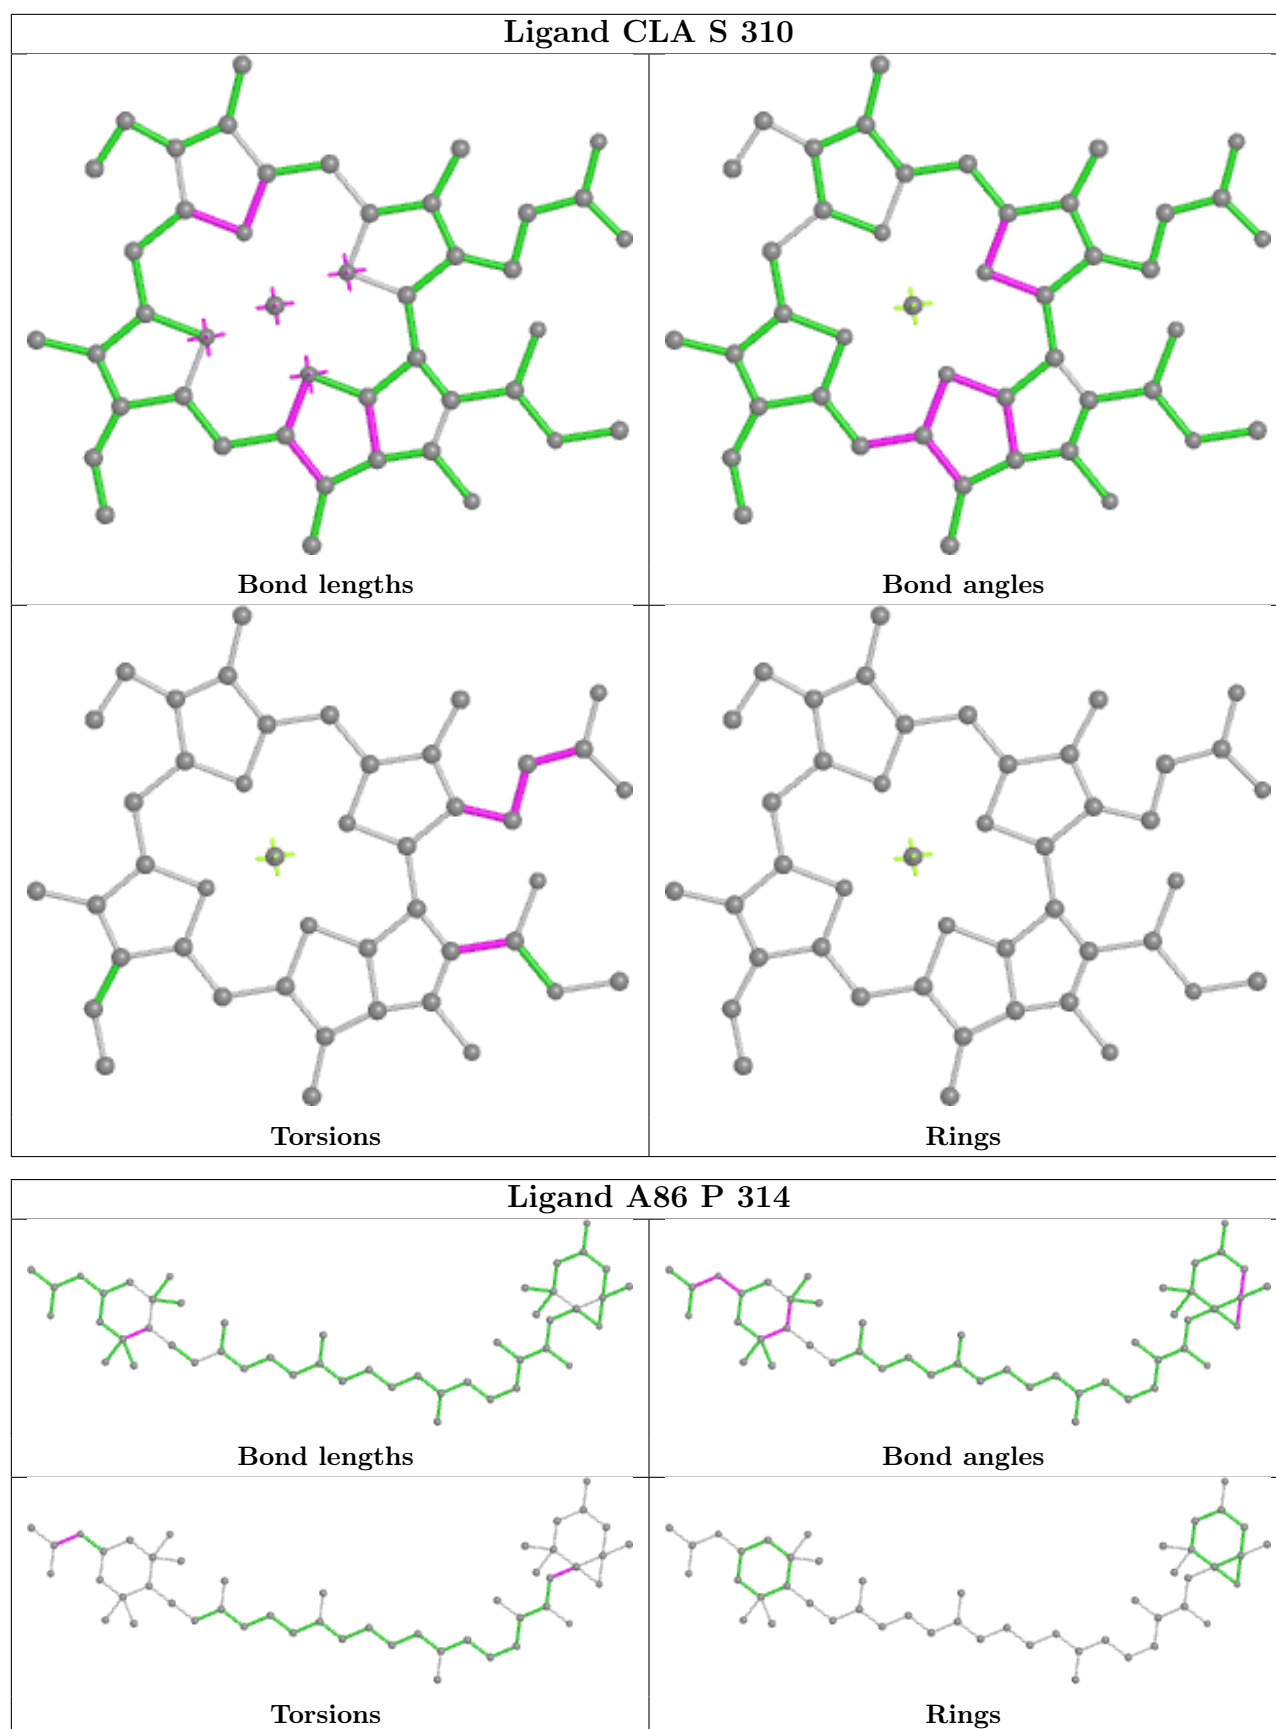 Ligand CLA S 310
Bond lengths
Bond angles
Torsions
Rings
Ligand A86 P 314
Bond lengths
Bond angles
Torsions
Rings